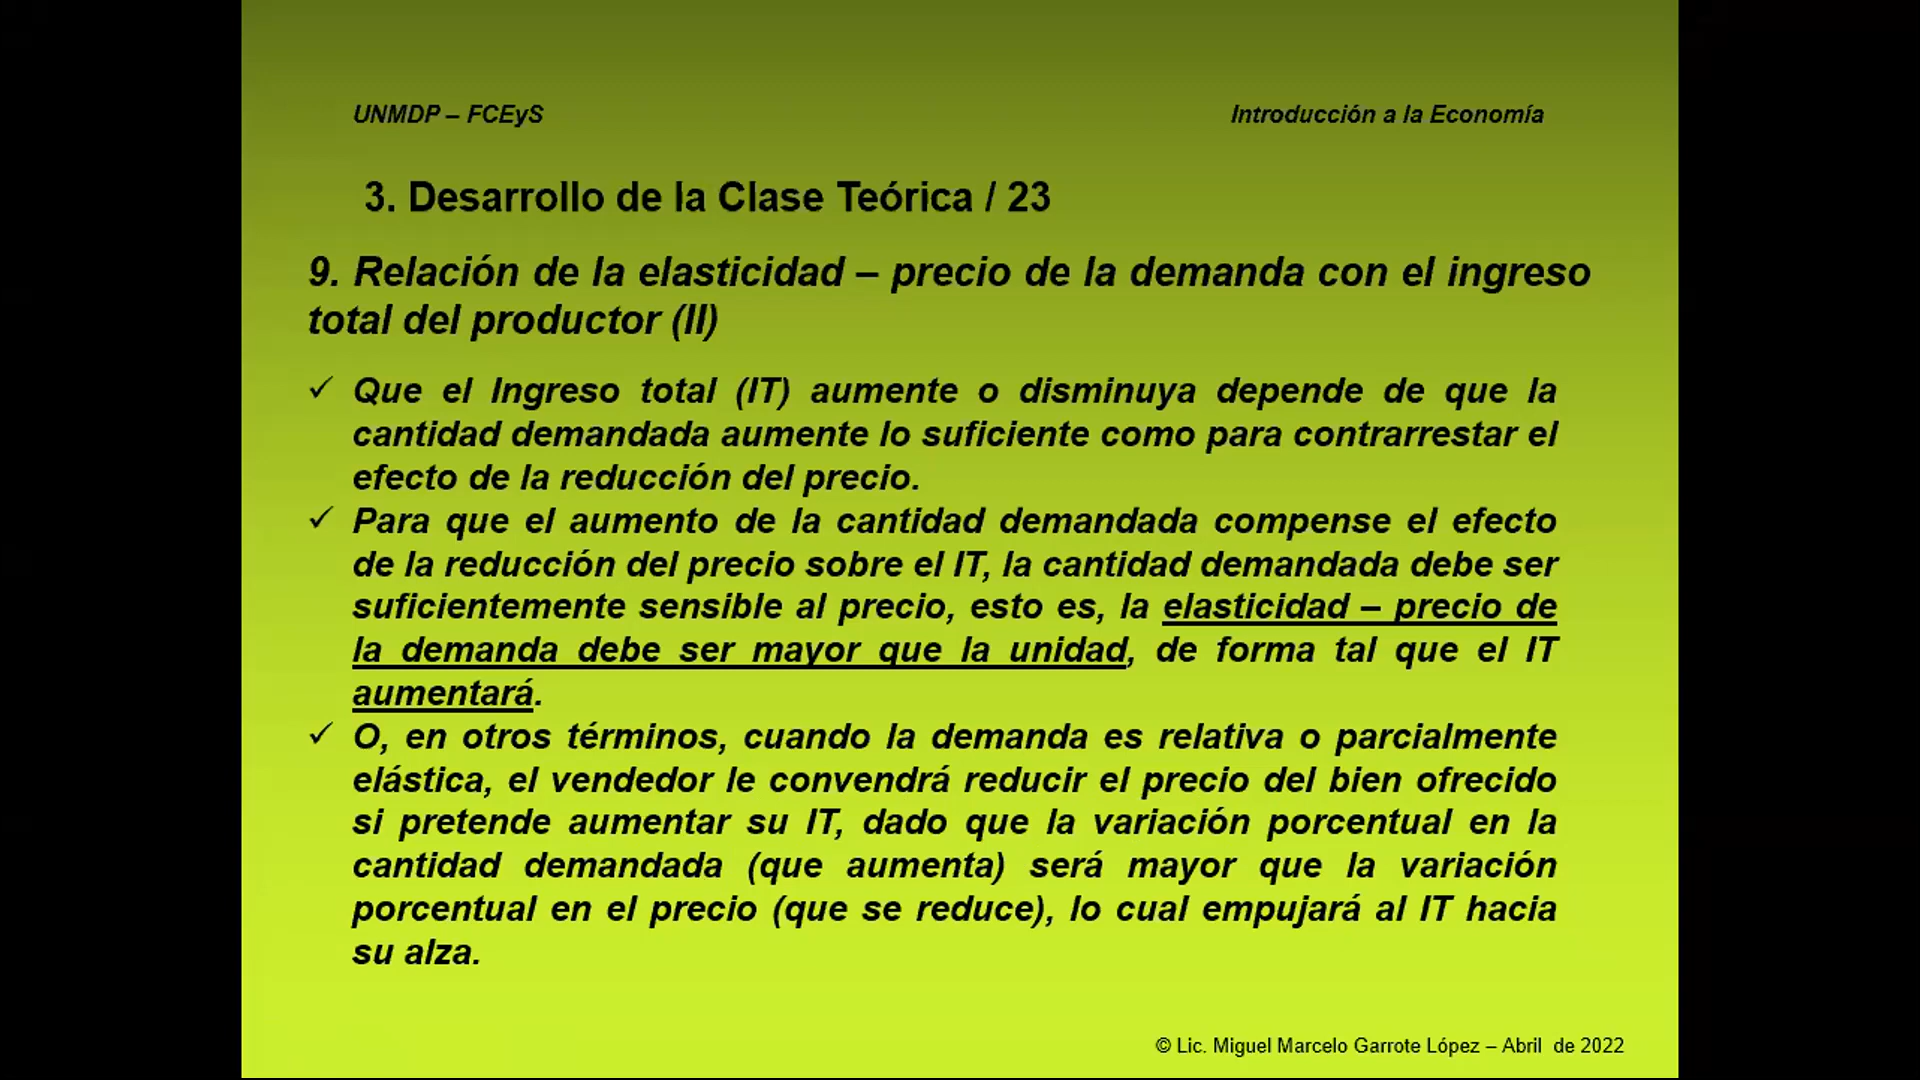 UNMDP – FCEyS
Introducción a la Economía
3. Desarrollo de la Clase Teórica / 23
9. Relación de la elasticidad – precio de la demanda con el ingreso
total del productor (II)
✓ Que el Ingreso total (IT) aumente o disminuya depende de que la
cantidad demandada aumente lo suficiente como para contrarrestar el
efecto de la reducción del precio.
✓ Para que el aumento de la cantidad demandada compense el efecto
de la reducción del precio sobre el IT, la cantidad demandada debe ser
suficientemente sensible al precio, esto es, la elasticidad – precio de
la demanda debe ser mayor que la unidad, de forma tal que el IT
aumentará.
✓ O, en otros términos, cuando la demanda es relativa o parcialmente
elástica, el vendedor le convendrá reducir el precio del bien ofrecido
si pretende aumentar su IT, dado que la variación porcentual en la
cantidad demandada (que aumenta) será mayor que la variación
porcentual en el precio (que se reduce), lo cual empujará al IT hacia
su alza.
© Lic. Miguel Marcelo Garrote López – Abril de 2022